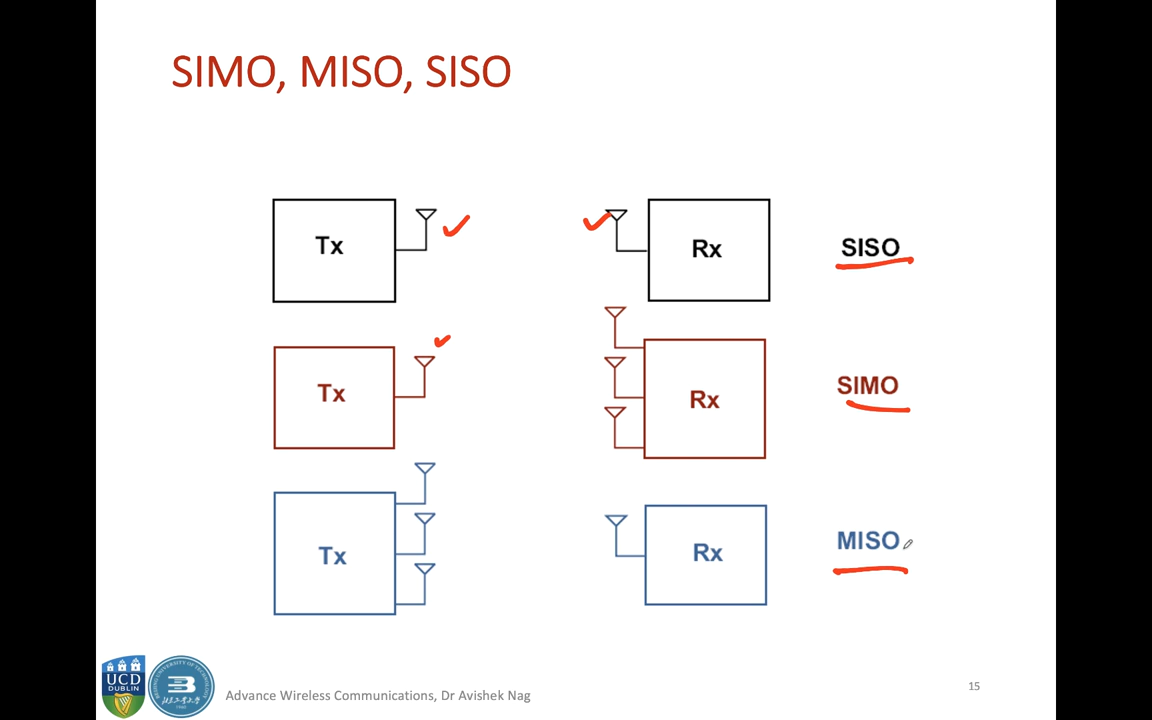 SIMO, MISO, SISO
Tx
Rx
SISO
Tx
Rx
SIMO
Tx
Rx
MISO
UCD
DUBLIN
Advance Wireless Communications, Dr Avishek Nag
15